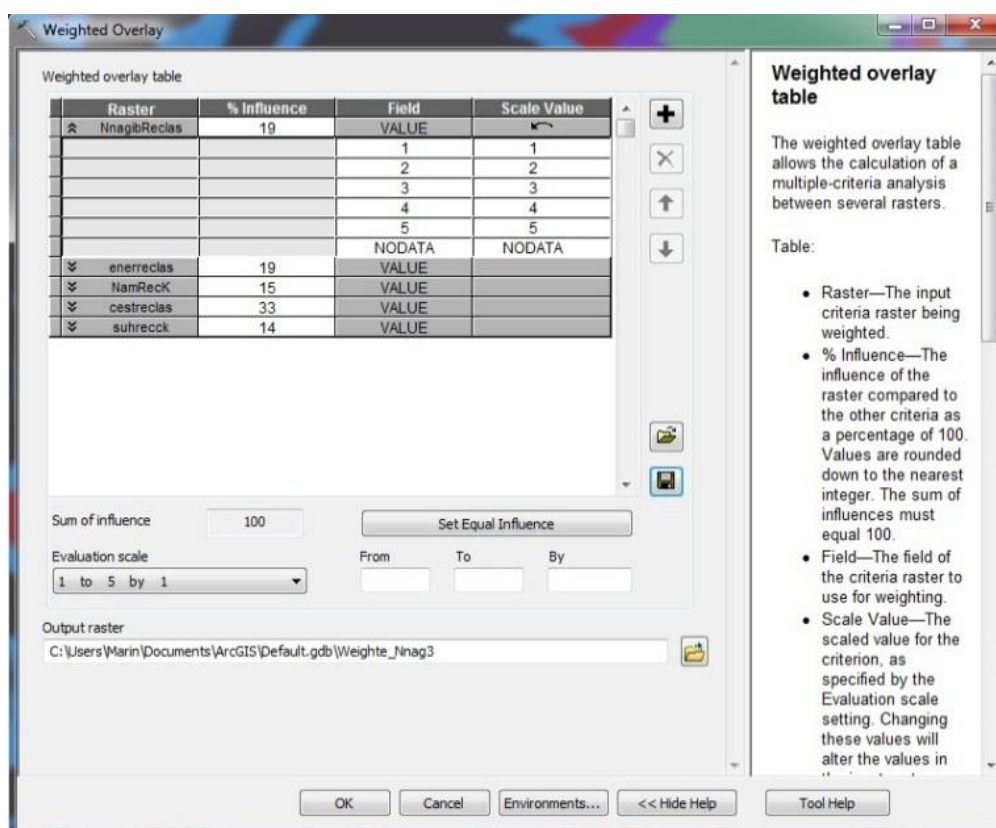 Weighted Overlay
Weighted overlay table
Raster % Influence Field Scale Value
NnagibReclas 19 VALUE
1 1
2 2
3 3
4 4
5 5
NODATA NODATA
enerreclas 19 VALUE
NamRecK 15 VALUE
cestreclas 33 VALUE
suhrecck 14 VALUE
Sum of influence 100 Set Equal Influence
Evaluation scale From To By
1 to 5 by 1
Output raster
C:\Users\Marin\Documents\ArcGIS\Default.gdb\Weighte_Nnag3
OK Cancel Environments... << Hide Help Tool Help
Weighted overlay
table
The weighted overlay table
allows the calculation of a
multiple-criteria analysis
between several rasters.
Table:
• Raster—The input
criteria raster being
weighted.
• % Influence—The
influence of the
raster compared to
the other criteria as
a percentage of 100.
Values are rounded
down to the nearest
integer. The sum of
influences must
equal 100.
• Field—The field of
the criteria raster to
use for weighting.
• Scale Value—The
scaled value for the
criterion, as
specified by the
Evaluation scale
setting. Changing
these values will
alter the values in